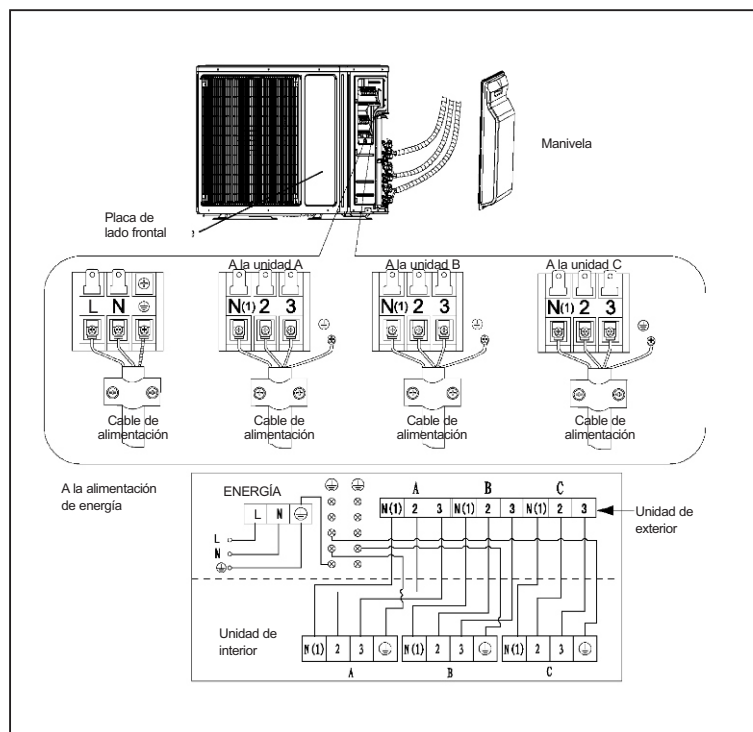 Manivela
Placa de
lado frontal
A la unidad A
A la unidad B
A la unidad C
L N
N(1) 2 3
N(1) 2 3
N(1) 2 3
Cable de
alimentación
Cable de
alimentación
Cable de
alimentación
Cable de
alimentación
A la alimentación
de energía
ENERGÍA
A B C
L N
N(1) 2 3 N(1) 2 3 N(1) 2 3
Unidad de
exterior
L
N
Unidad de
interior
N(1) 2 3
N(1) 2 3
N(1) 2 3
A B C